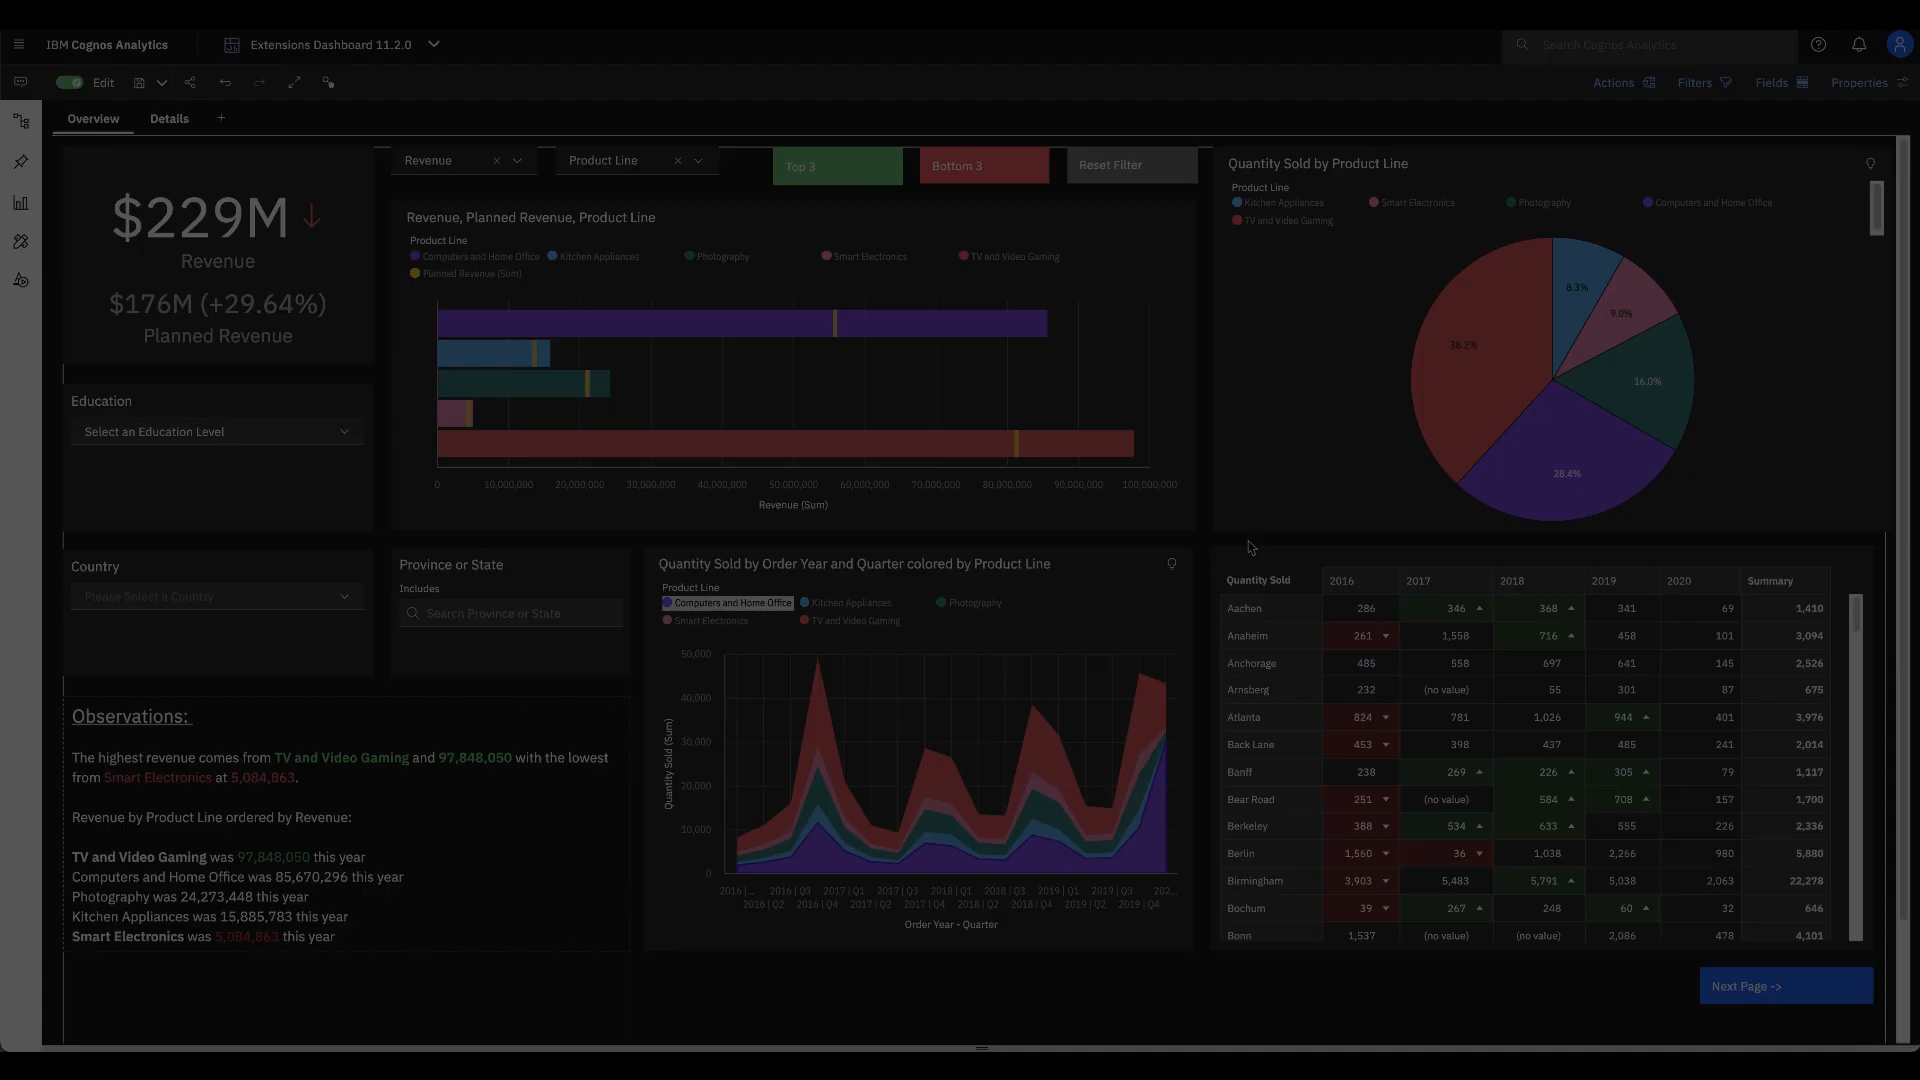 IBM Cognos Analytics
Extensions Dashboard 11.2.0
Search Cognos Analytics
Edit
Actions
Filters
Fields
Properties
Overview
Details
+
$229M
Revenue
$176M (+29.64%)
Planned Revenue
Revenue
Product Line
Top 3
Bottom 3
Reset Filter
Revenue, Planned Revenue, Product Line
Product Line
Computers and Home Office
Kitchen Appliances
Photography
Smart Electronics
TV and Video Gaming
Planned Revenue (Sum)
0
10,000,000
20,000,000
30,000,000
40,000,000
50,000,000
60,000,000
70,000,000
80,000,000
90,000,000
100,000,000
Revenue (Sum)
Quantity Sold by Product Line
Product Line
Kitchen Appliances
Smart Electronics
Photography
Computers and Home Office
TV and Video Gaming
8.3%
9.0%
38.2%
16.0%
28.4%
Education
Select an Education Level
Country
Please Select a Country
Province or State
Includes
Search Province or State
Observations:
The highest revenue comes from TV and Video Gaming and 97,848,050 with the lowest
from Smart Electronics at 5,084,863.
Revenue by Product Line ordered by Revenue:
TV and Video Gaming was 97,848,050 this year
Computers and Home Office was 85,670,296 this year
Photography was 24,273,448 this year
Kitchen Appliances was 15,885,783 this year
Smart Electronics was 5,084,863 this year
Quantity Sold by Order Year and Quarter colored by Product Line
Product Line
Computers and Home Office
Kitchen Appliances
Photography
Smart Electronics
TV and Video Gaming
50,000
40,000
30,000
20,000
10,000
0
Quantity Sold (Sum)
2016 |...
2016 | Q3
2017 | Q1
2017 | Q3
2018 | Q1
2018 | Q3
2019 | Q1
2019 | Q3
202...
2016 | Q2
2016 | Q4
2017 | Q2
2017 | Q4
2018 | Q2
2018 | Q4
2019 | Q2
2019 | Q4
Order Year - Quarter
Quantity Sold 2016 2017 2018 2019 2020 Summary
Aachen 286 346 368 341 69 1,410
Anaheim 261 1,558 716 458 101 3,094
Anchorage 485 558 697 641 145 2,526
Arnsberg 232 (no value) 55 301 87 675
Atlanta 824 781 1,026 944 401 3,976
Back Lane 453 398 437 485 241 2,014
Banff 238 269 226 305 79 1,117
Bear Road 251 (no value) 584 708 157 1,700
Berkeley 388 534 633 555 226 2,336
Berlin 1,560 36 1,038 2,266 980 5,880
Birmingham 3,903 5,483 5,791 5,038 2,063 22,278
Bochum 39 267 248 60 32 646
Bonn 1,537 (no value) (no value) 2,086 478 4,101
Next Page ->